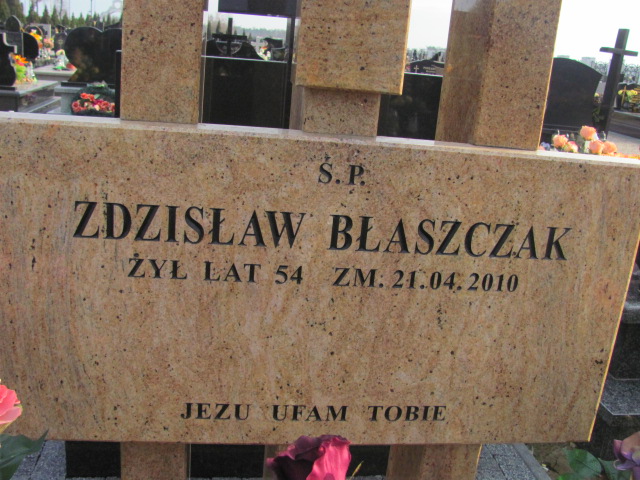 Ś.P.
ZDZISŁAW BŁASZCZAK
ŻYŁ LAT 54 ZM. 21.04.2010
JEZU UFAM TOBIE